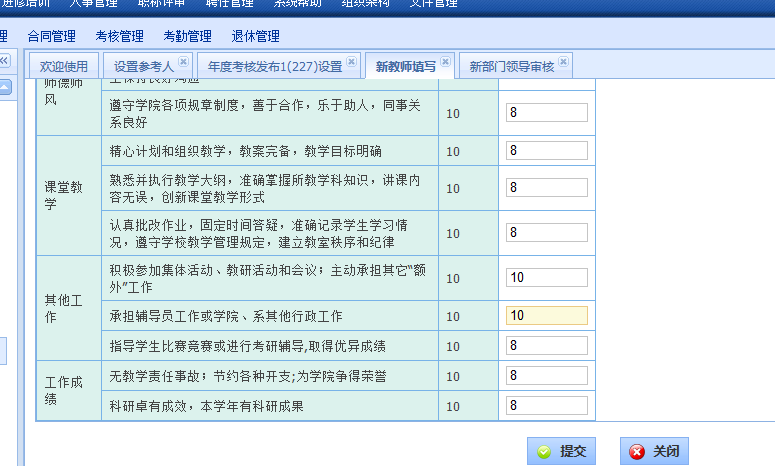 进修培训 人事管理 职称评审 聘任管理 系统帮助 组织架构 文件管理
理 合同管理 考核管理 考勤管理 退休管理
欢迎使用 设置参考人 年度考核发布1(227)设置 新教师填写 新部门领导审核
师德师
风
遵守学院各项规章制度，善于合作，乐于助人，同事关
系良好
10
8
课堂教
学
精心计划和组织教学，教案完备，教学目标明确
10
8
熟悉并执行教学大纲，准确掌握所教学科知识，讲课内
容无误，创新课堂教学形式
10
8
认真批改作业，固定时间答疑，准确记录学生学习情
况，遵守学校教学管理规定，建立教室秩序和纪律
10
8
其他工
作
积极参加集体活动、教研活动和会议；主动承担其它“额
外”工作
10
10
承担辅导员工作或学院、系其他行政工作
10
10
指导学生比赛竟赛或进行考研辅导,取得优异成绩
10
8
工作成
绩
无教学责任事故；节约各种开支;为学院争得荣誉
10
8
科研卓有成效，本学年有科研成果
10
8
提交 关闭